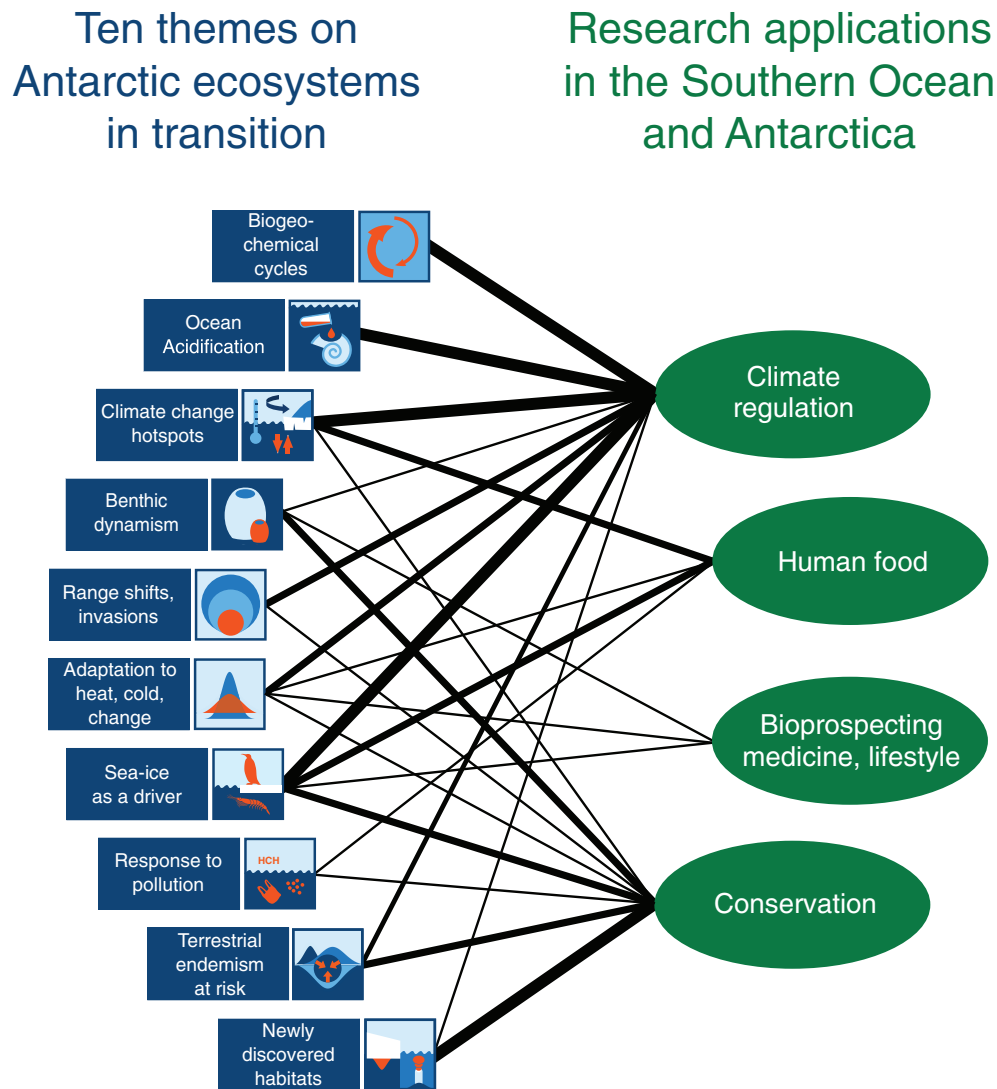 Ten themes on
Antarctic ecosystems
in transition
Research applications
in the Southern Ocean
and Antarctica
Biogeo-
chemical
cycles
Ocean
Acidification
Climate change
hotspots
Benthic
dynamism
Range shifts,
invasions
Adaptation to
heat, cold,
change
Sea-ice
as a driver
Response to
pollution
HCH
Terrestrial
endemism
at risk
Newly
discovered
habitats
Climate
regulation
Human food
Bioprospecting
medicine, lifestyle
Conservation